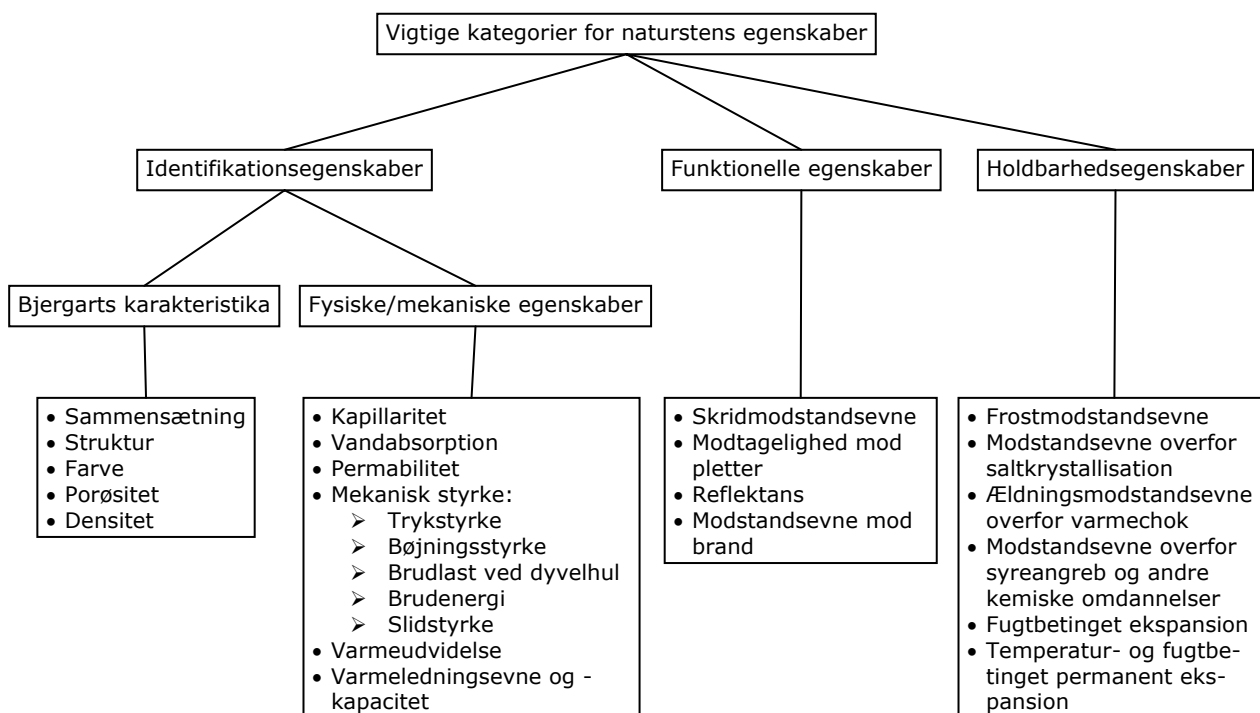 Vigtige kategorier for naturstens egenskaber
Identifikationsegenskaber
Funktionelle egenskaber
Holdbarhedsegenskaber
Bjergarts karakteristika
Fysiske/mekaniske egenskaber
• Sammensætning
• Struktur
• Farve
• Porøsitet
• Densitet
• Kapillaritet
• Vandabsorption
• Permabilitet
• Mekanisk styrke:
➢ Trykstyrke
➢ Bøjningsstyrke
➢ Brudlast ved dyvelhul
➢ Brudenergi
➢ Slidstyrke
• Varmeudvidelse
• Varmeledningsevne og -
kapacitet
• Skridmodstandsevne
• Modtagelighed mod
pletter
• Reflektans
• Modstandsevne mod
brand
• Frostmodstandsevne
• Modstandsevne overfor
saltkrystallisation
• Ældningsmodstandsevne
overfor varmechok
• Modstandsevne overfor
syreangreb og andre
kemiske omdannelser
• Fugtbetinget ekspansion
• Temperatur- og fugtbe-
tinget permanent eks-
pansion